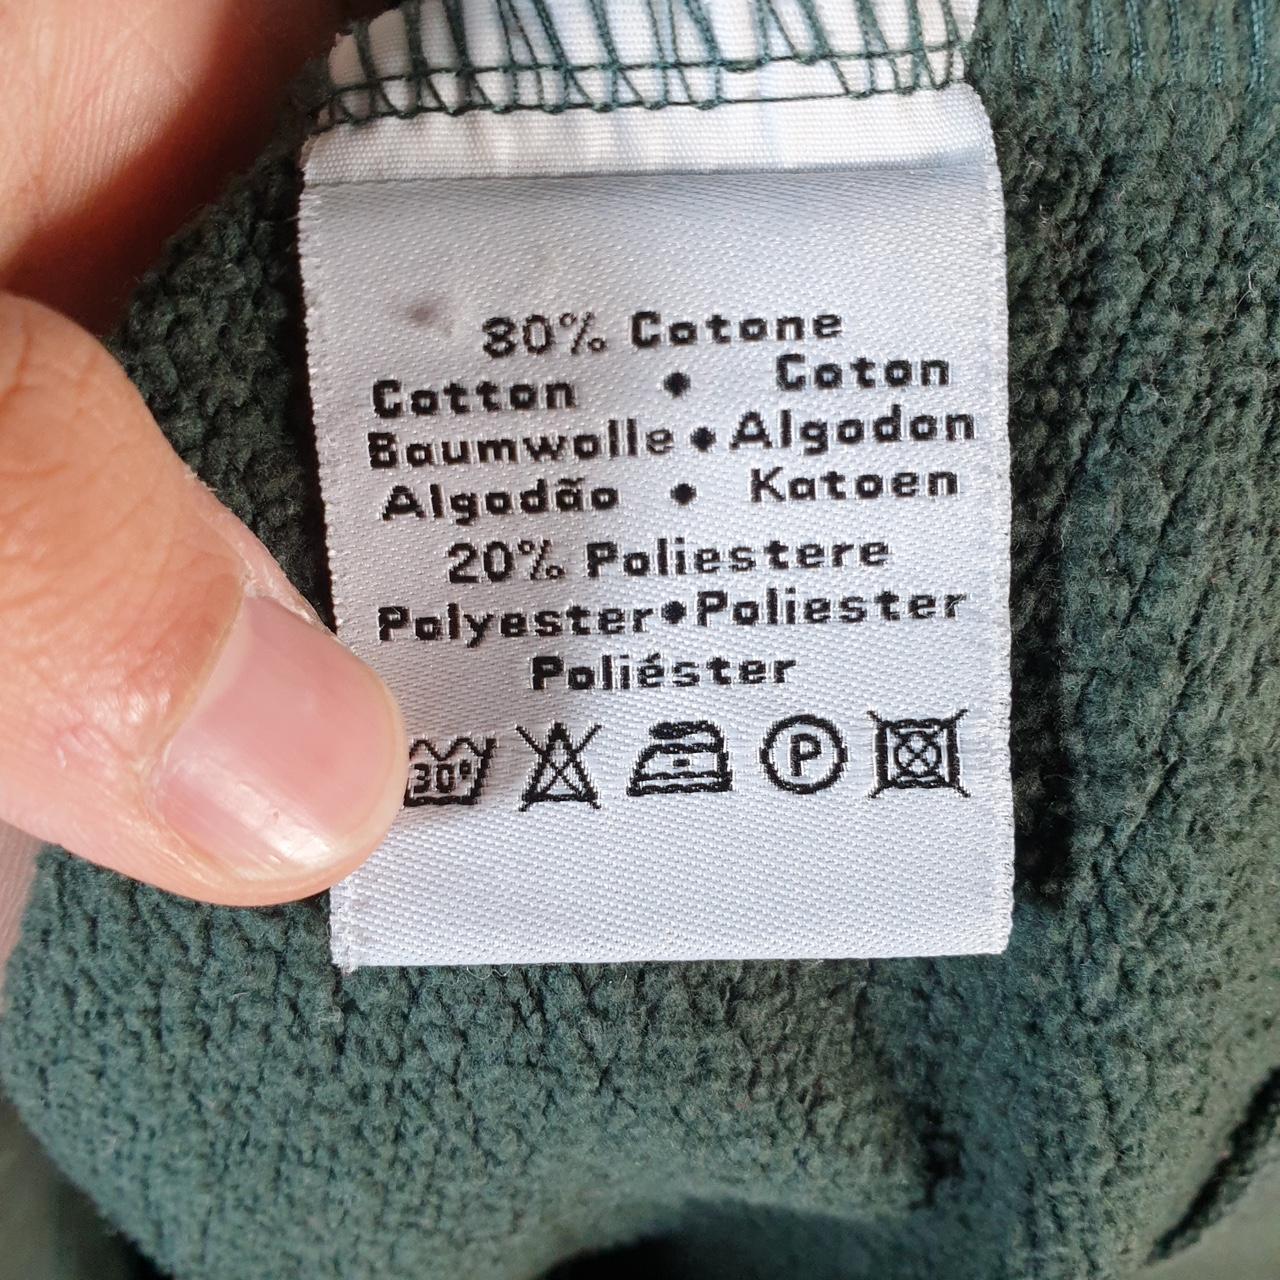 80% Cotone
Cotton • Coton
Baumwolle • Algodon
Algodão • Katoen
20% Poliestere
Polyester • Poliester
Poliéster
30° P